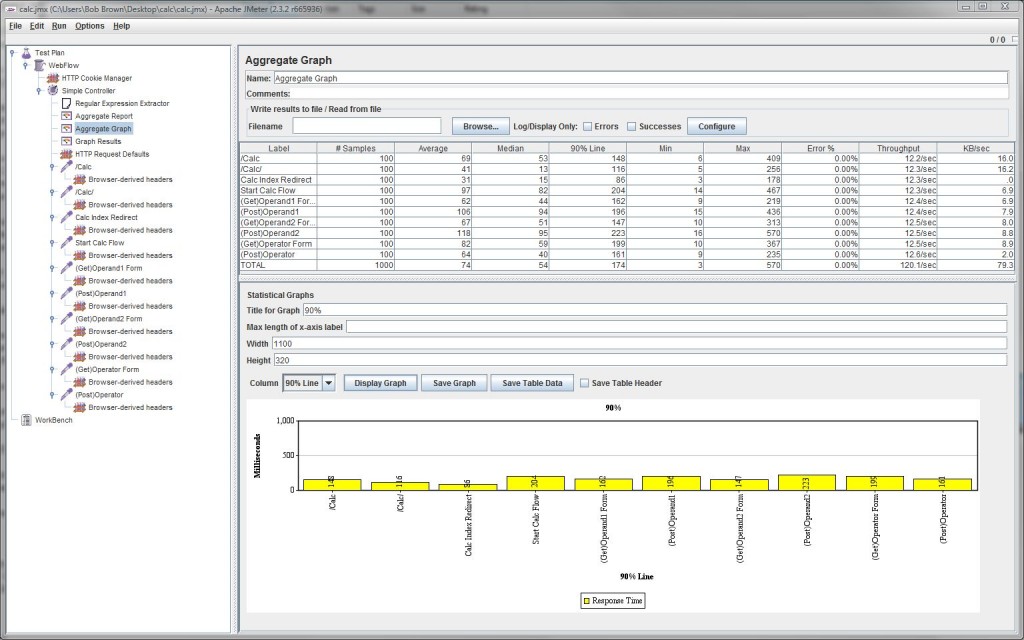 calc.jmx (C:\Users\Bob Brown\Desktop\calc\calc.jmx) - Apache JMeter (2.3.2 r665936)
File Edit Run Options Help
0 / 0
Test Plan
WebFlow
HTTP Cookie Manager
Simple Controller
Regular Expression Extractor
Aggregate Report
Aggregate Graph
Graph Results
HTTP Request Defaults
/Calc
Browser-derived headers
/Calc/
Browser-derived headers
Calc Index Redirect
Browser-derived headers
Start Calc Flow
Browser-derived headers
(Get)Operand1 Form
Browser-derived headers
(Post)Operand1
Browser-derived headers
(Get)Operand2 Form
Browser-derived headers
(Post)Operand2
Browser-derived headers
(Get)Operator Form
Browser-derived headers
(Post)Operator
Browser-derived headers
WorkBench
Aggregate Graph
Name: Aggregate Graph
Comments:
Write results to file / Read from file
Filename Browse... Log/Display Only: Errors Successes Configure
Label # Samples Average Median 90% Line Min Max Error % Throughput KB/sec
/Calc 100 69 53 148 6 409 0.00% 12.2/sec 16.0
/Calc/ 100 41 13 116 5 256 0.00% 12.2/sec 16.2
Calc Index Redirect 100 31 15 86 3 178 0.00% 12.3/sec .0
Start Calc Flow 100 97 82 204 14 467 0.00% 12.3/sec 6.9
(Get)Operand1 For... 100 62 44 162 9 219 0.00% 12.4/sec 6.9
(Post)Operand1 100 106 94 196 15 436 0.00% 12.4/sec 7.9
(Get)Operand2 For... 100 67 51 147 10 313 0.00% 12.5/sec 8.0
(Post)Operand2 100 118 95 223 16 570 0.00% 12.5/sec 8.8
(Get)Operator Form 100 82 59 199 10 367 0.00% 12.5/sec 8.9
(Post)Operator 100 64 40 161 9 235 0.00% 12.6/sec 2.0
TOTAL 1000 74 54 174 3 570 0.00% 120.1/sec 79.3
Statistical Graphs
Title for Graph 90%
Max length of x-axis label
Width 1100
Height 320
Column 90% Line Display Graph Save Graph Save Table Data Save Table Header
90%
Milliseconds
1,000
500
0
148 116 86 204 162 196 147 223 199 161
/Calc
/Calc/
Calc Index Redirect
Start Calc Flow
(Get)Operand1 Form
(Post)Operand1
(Get)Operand2 Form
(Post)Operand2
(Get)Operator Form
(Post)Operator
90% Line
Response Time